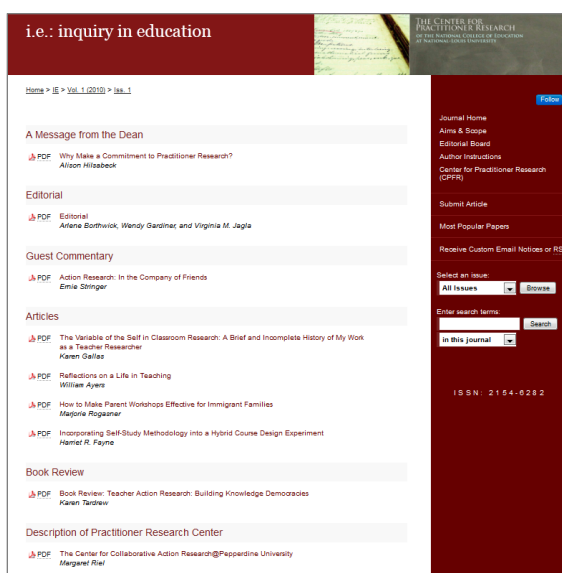 i.e.: inquiry in education
THE CENTER FOR
PRACTITIONER RESEARCH
OF THE NATIONAL COLLEGE OF EDUCATION
AT NATIONAL-LOUIS UNIVERSITY
Home > IE > Vol. 1 (2010) > Iss. 1
A Message from the Dean
PDF Why Make a Commitment to Practitioner Research?
Alison Hilsabeck
Editorial
PDF Editorial
Arlene Borthwick, Wendy Gardiner, and Virginia M. Jagla
Guest Commentary
PDF Action Research: In the Company of Friends
Ernie Stringer
Articles
PDF The Variable of the Self in Classroom Research: A Brief and Incomplete History of My Work
as a Teacher Researcher
Karen Gallas
PDF Reflections on a Life in Teaching
William Ayers
PDF How to Make Parent Workshops Effective for Immigrant Families
Marjorie Rogasner
PDF Incorporating Self-Study Methodology into a Hybrid Course Design Experiment
Harriet R. Fayne
Book Review
PDF Book Review: Teacher Action Research: Building Knowledge Democracies
Karen Tardrew
Description of Practitioner Research Center
PDF The Center for Collaborative Action Research@Pepperdine University
Margaret Riel
Follow
Journal Home
Aims & Scope
Editorial Board
Author Instructions
Center for Practitioner Research
(CPFR)
Submit Article
Most Popular Papers
Receive Custom Email Notices or RS
Select an issue:
All Issues
Browse
Enter search terms:
Search
in this journal
ISSN: 2154-6282